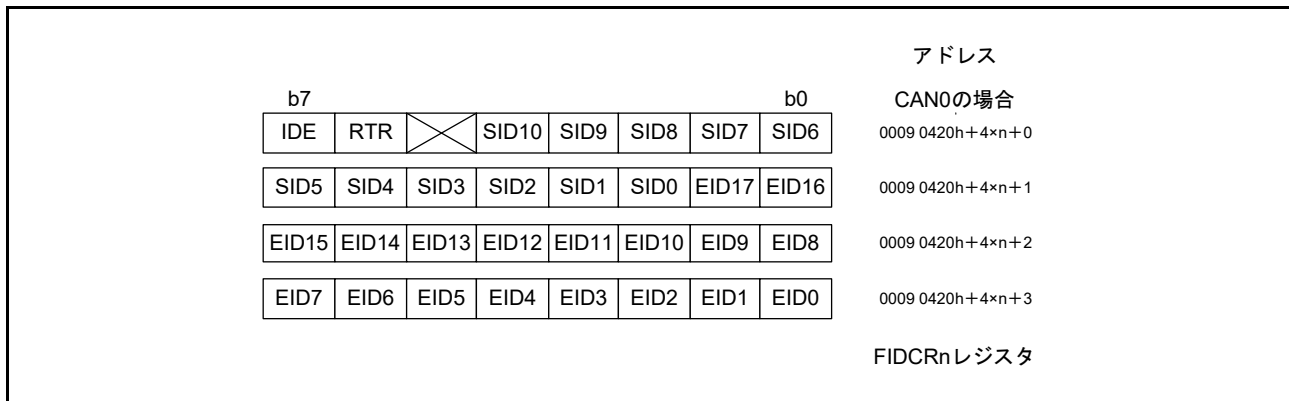 アドレス
b7 b0 CAN0の場合
IDE RTR SID10 SID9 SID8 SID7 SID6 0009 0420h+4×n+0
SID5 SID4 SID3 SID2 SID1 SID0 EID17 EID16 0009 0420h+4×n+1
EID15 EID14 EID13 EID12 EID11 EID10 EID9 EID8 0009 0420h+4×n+2
EID7 EID6 EID5 EID4 EID3 EID2 EID1 EID0 0009 0420h+4×n+3
FIDCRnレジスタ